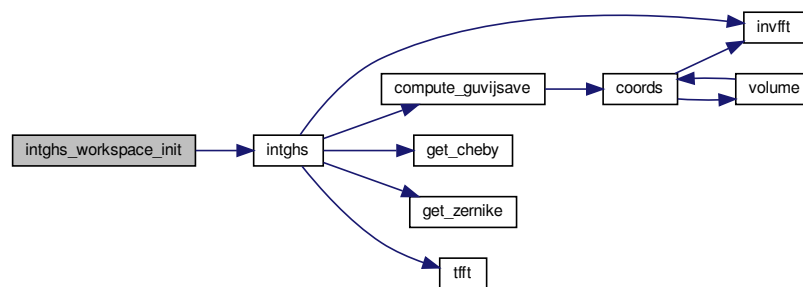 invfft
compute_guvijsave
coords
volume
intghs_workspace_init
intghs
get_cheby
get_zernike
tfft